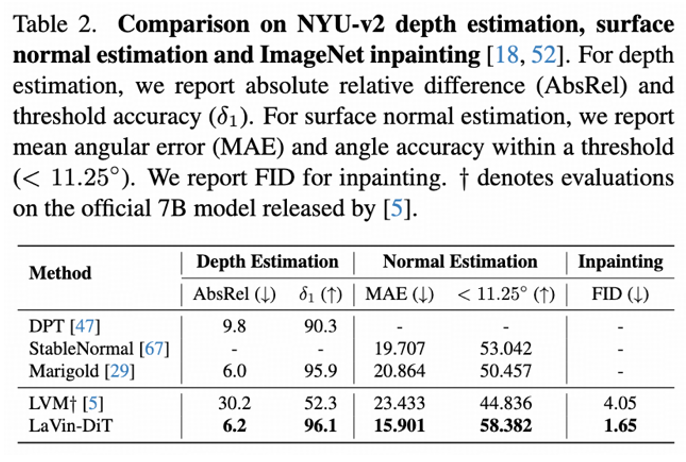 Table 2. Comparison on NYU-v2 depth estimation, surface
normal estimation and ImageNet inpainting [18, 52]. For depth
estimation, we report absolute relative difference (AbsRel) and
threshold accuracy (δ₁). For surface normal estimation, we report
mean angular error (MAE) and angle accuracy within a threshold
(< 11.25°). We report FID for inpainting. † denotes evaluations
on the official 7B model released by [5].
Method | Depth Estimation | Normal Estimation | Inpainting
AbsRel (↓) δ₁ (↑) | MAE (↓) < 11.25° (↑) | FID (↓)
DPT [47] 9.8 90.3 - - -
StableNormal [67] - - 19.707 53.042 -
Marigold [29] 6.0 95.9 20.864 50.457 -
LVM† [5] 30.2 52.3 23.433 44.836 4.05
LaVin-DiT 6.2 96.1 15.901 58.382 1.65